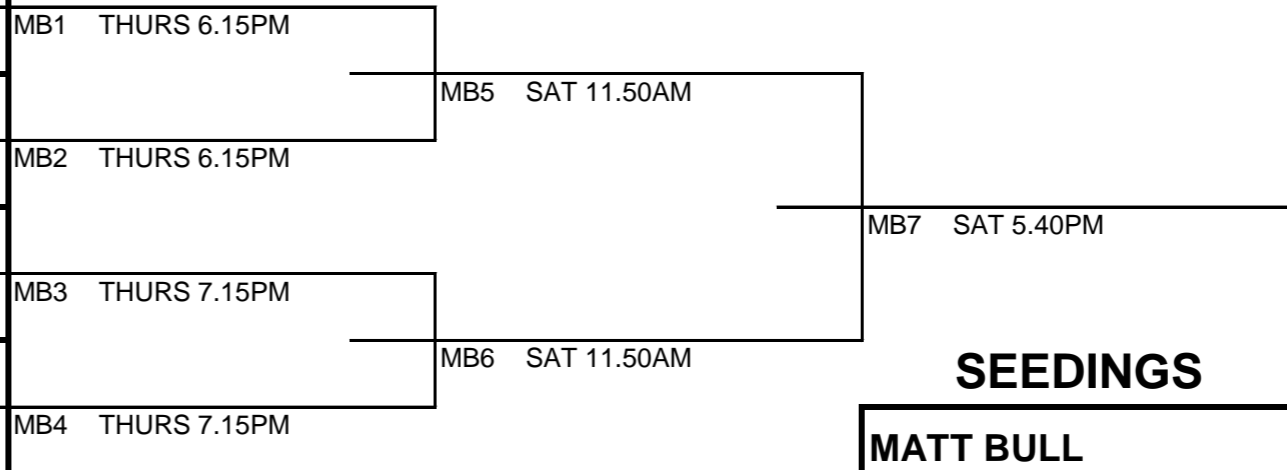 MB1 THURS 6.15PM
MB5 SAT 11.50AM
MB2 THURS 6.15PM
MB7 SAT 5.40PM
MB3 THURS 7.15PM
MB6 SAT 11.50AM
SEEDINGS
MB4 THURS 7.15PM
MATT BULL